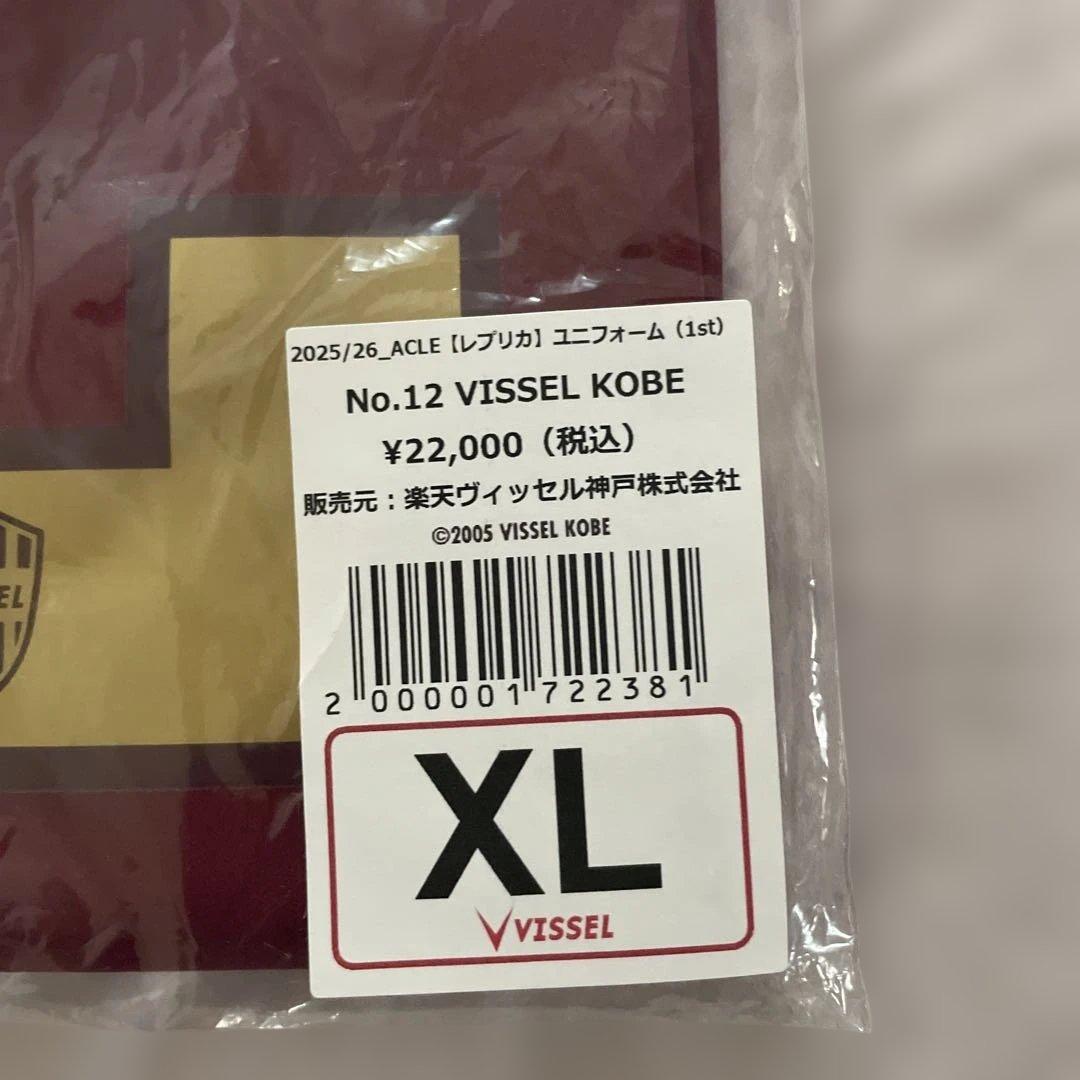 2025/26_ACLE【レプリカ】ユニフォーム（1st）
No.12 VISSEL KOBE
¥22,000（税込）
販売元：楽天ヴィッセル神戸株式会社
©2005 VISSEL KOBE
2 000001 722381
XL
VISSEL
SEL